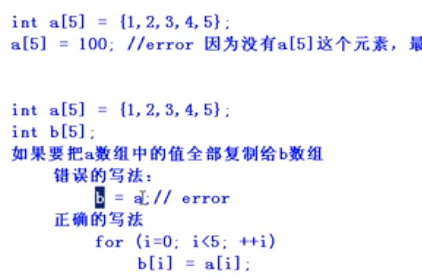 int a[5] = {1,2,3,4,5};
a[5] = 100; //error 因为没有a[5]这个元素，最
int a[5] = {1,2,3,4,5};
int b[5];
如果要把a数组中的值全部复制给b数组
错误的写法：
b = a; // error
正确的写法
for (i=0; i<5; ++i)
b[i] = a[i];